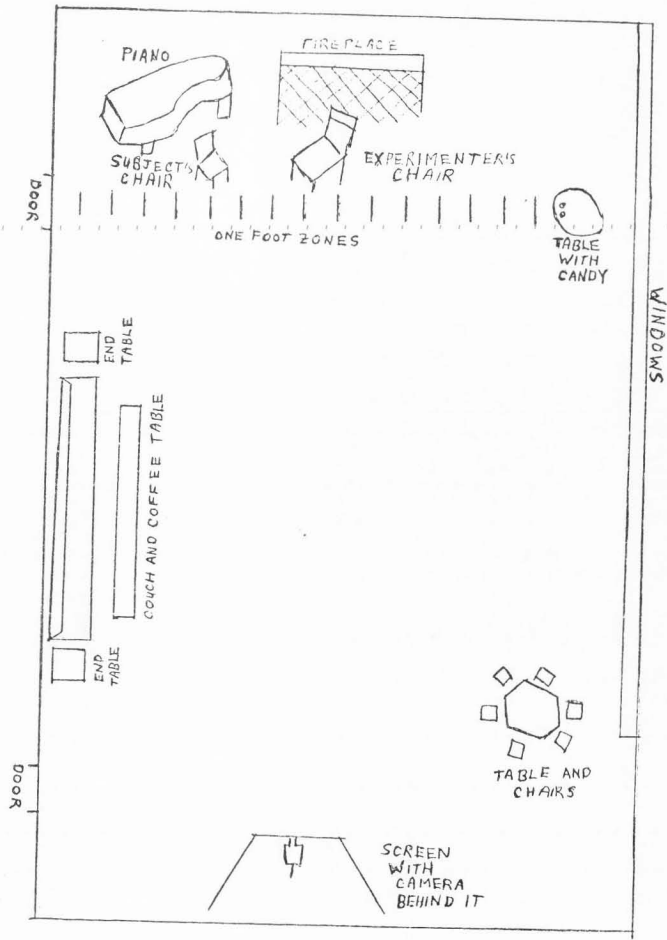 FIREPLACE
PIANO
SUBJECT'S
CHAIR
EXPERIMENTER'S
CHAIR
DOOR
ONE FOOT ZONES
TABLE
WITH
CANDY
WINDOWS
END
TABLE
COUCH AND COFFEE TABLE
END
TABLE
TABLE AND
CHAIRS
DOOR
SCREEN
WITH
CAMERA
BEHIND IT